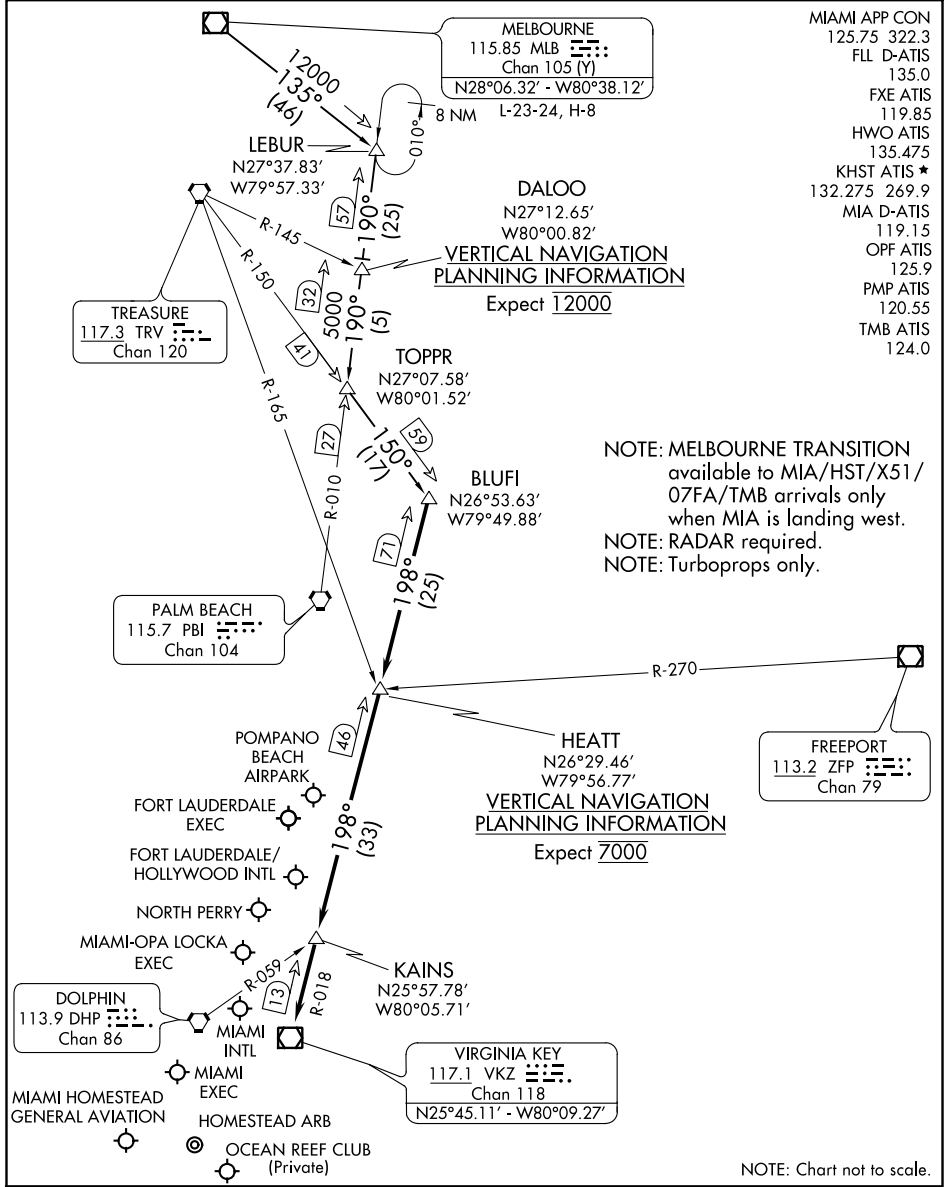 MELBOURNE
115.85 MLB
Chan 105 (Y)
N28°06.32' - W80°38.12'
L-23-24, H-8
MIAMI APP CON
125.75 322.3
FLL D-ATIS
135.0
FXE ATIS
119.85
HWO ATIS
135.475
KHST ATIS ★
132.275 269.9
MIA D-ATIS
119.15
OPF ATIS
125.9
PMP ATIS
120.55
TMB ATIS
124.0
12000
135°
(46)
8 NM
010°
LEBUR
N27°37.83'
W79°57.33'
57
190°
(25)
DALOO
N27°12.65'
W80°00.82'
VERTICAL NAVIGATION
PLANNING INFORMATION
Expect 12000
R-145
R-150
R-165
TREASURE
117.3 TRV
Chan 120
32
5000
190°
(5)
41
TOPPR
N27°07.58'
W80°01.52'
27
R-010
59
150°
(17)
BLUFI
N26°53.63'
W79°49.88'
NOTE: MELBOURNE TRANSITION
available to MIA/HST/X51/
07FA/TMB arrivals only
when MIA is landing west.
NOTE: RADAR required.
NOTE: Turboprops only.
71
198°
(25)
PALM BEACH
115.7 PBI
Chan 104
R-270
FREEPORT
113.2 ZFP
Chan 79
46
HEATT
N26°29.46'
W79°56.77'
VERTICAL NAVIGATION
PLANNING INFORMATION
Expect 7000
POMPANO
BEACH
AIRPARK
FORT LAUDERDALE
EXEC
198°
(33)
FORT LAUDERDALE/
HOLLYWOOD INTL
NORTH PERRY
MIAMI-OPA LOCKA
EXEC
R-059
KAINS
N25°57.78'
W80°05.71'
13
R-018
DOLPHIN
113.9 DHP
Chan 86
MIAMI
INTL
VIRGINIA KEY
117.1 VKZ
Chan 118
N25°45.11' - W80°09.27'
MIAMI
EXEC
MIAMI HOMESTEAD
GENERAL AVIATION
HOMESTEAD ARB
OCEAN REEF CLUB
(Private)
NOTE: Chart not to scale.